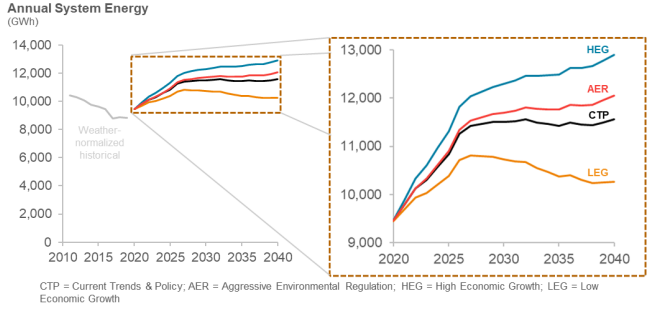 Annual System Energy
(GWh)
14,000
12,000
10,000
8,000
6,000
4,000
2,000
0
2010 2015 2020 2025 2030 2035 2040
Weather-
normalized
historical
13,000
12,000
11,000
10,000
9,000
2020 2025 2030 2035 2040
HEG
AER
CTP
LEG
CTP = Current Trends & Policy; AER = Aggressive Environmental Regulation; HEG = High Economic Growth; LEG = Low
Economic Growth